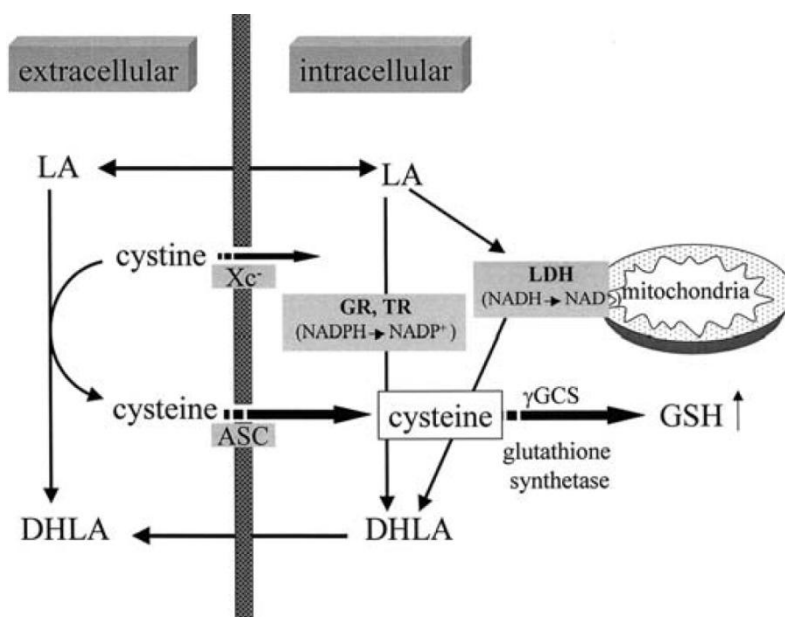 extracellular
intracellular
LA
LA
cystine
Xc⁻
LDH
(NADH → NAD⁺)
mitochondria
GR, TR
(NADPH → NADP⁺)
cysteine
ASC
cysteine
γGCS
GSH
glutathione
synthetase
DHLA
DHLA